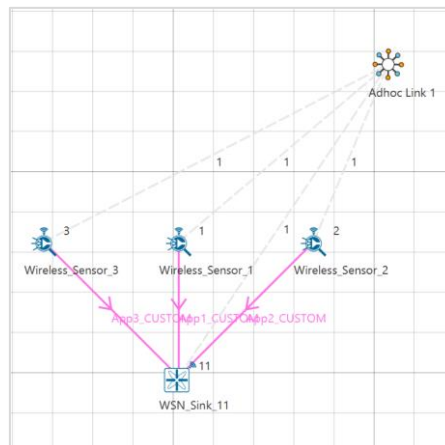 Adhoc Link 1
1
1
1
1
3
1
2
Wireless_Sensor_3
Wireless_Sensor_1
Wireless_Sensor_2
App3_CUSTOM
App1_CUSTOM
App2_CUSTOM
11
WSN_Sink_11